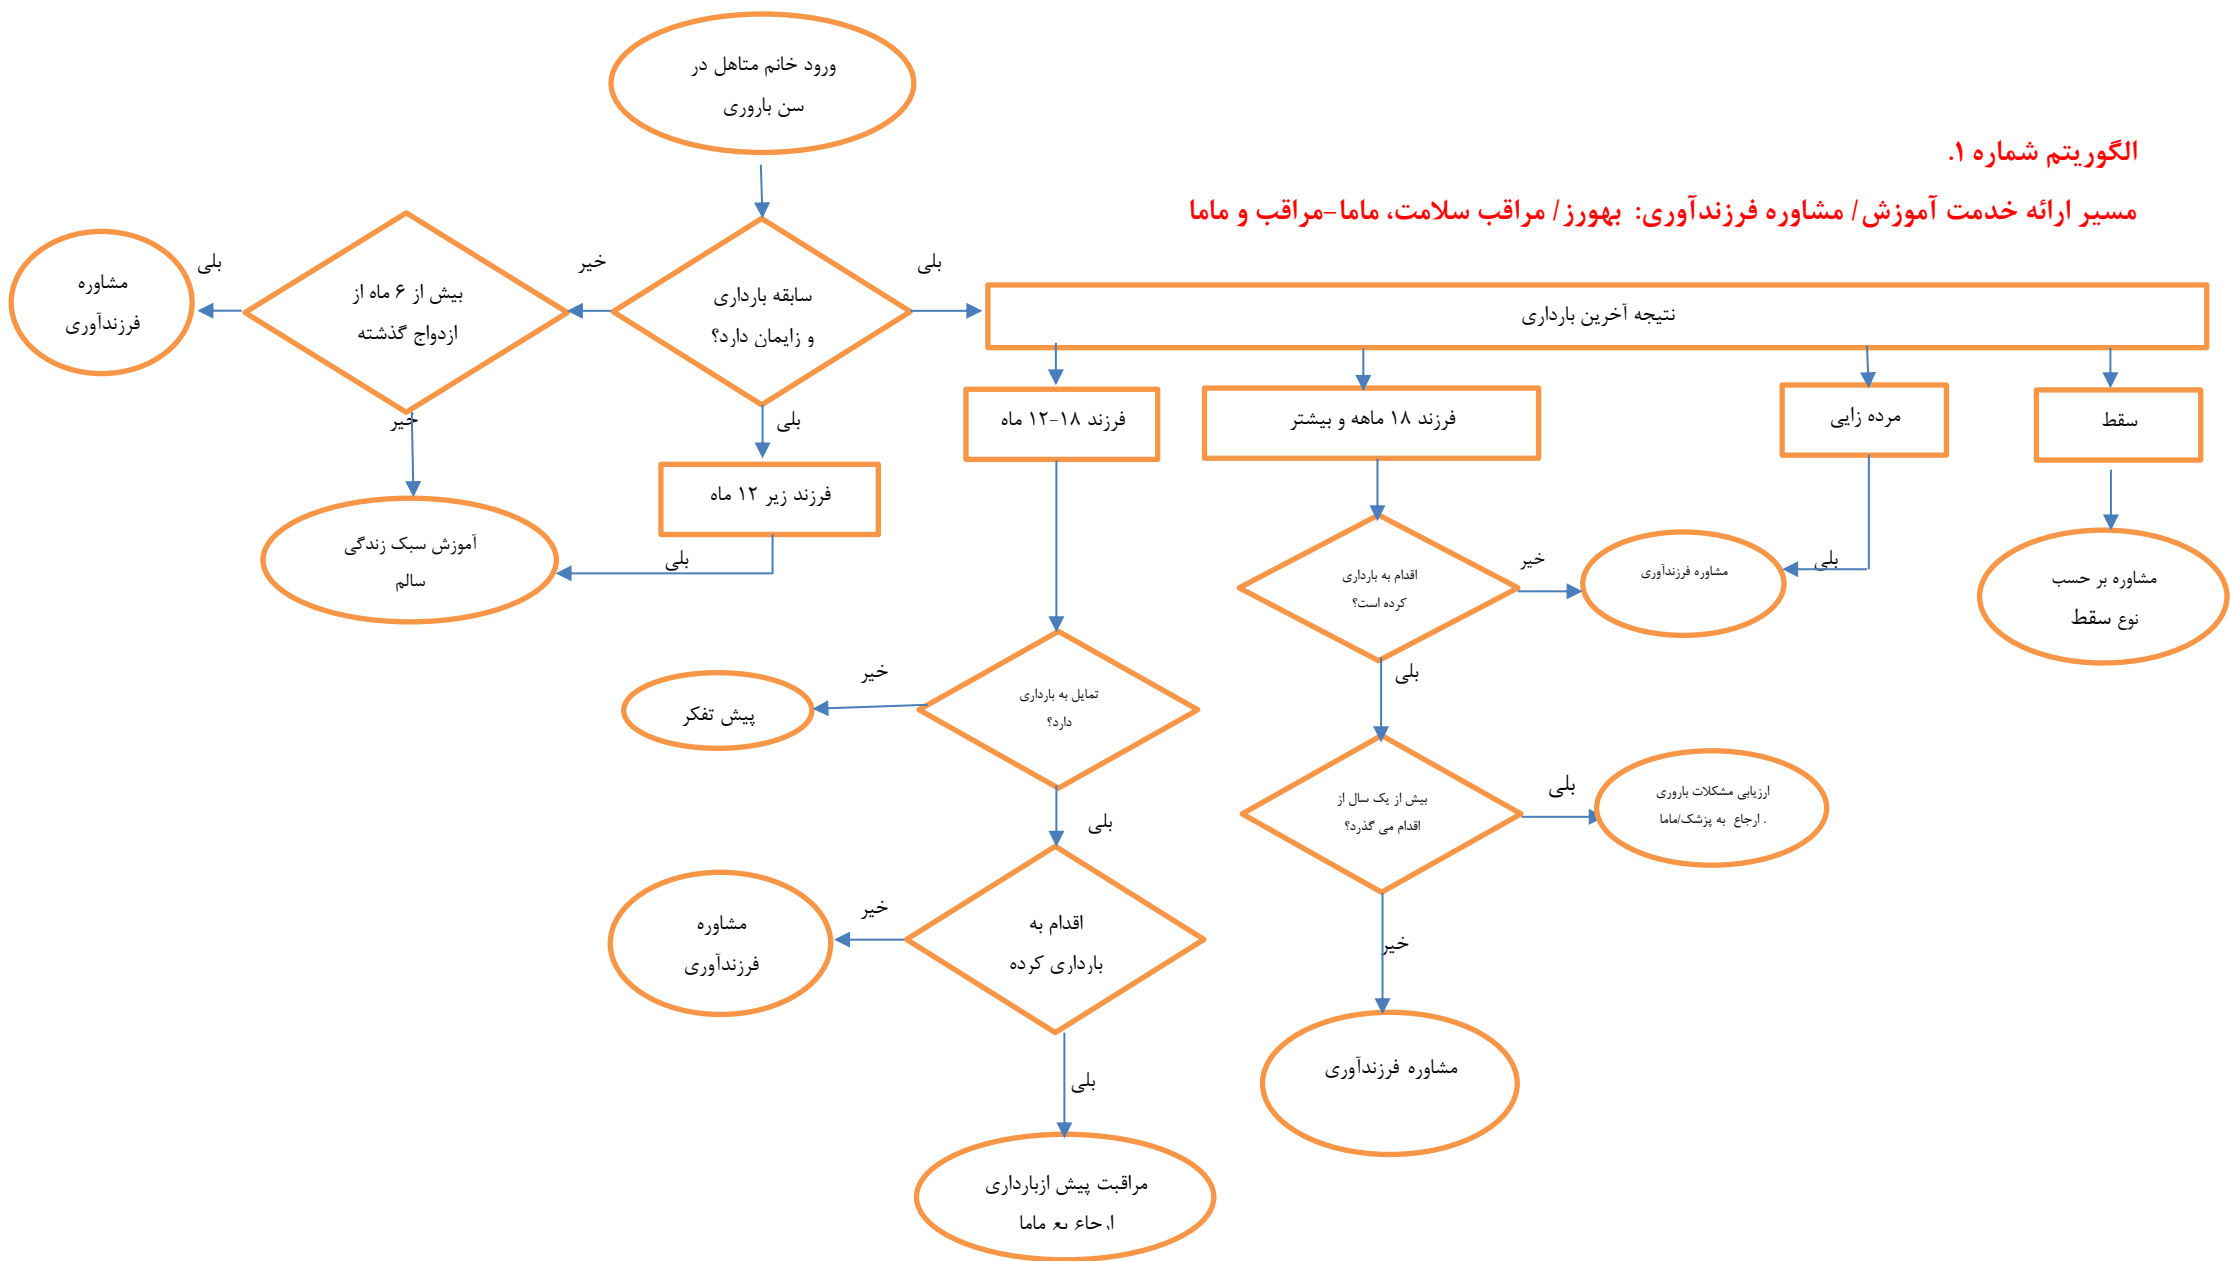 الگوریتم شماره ۱.
مسیر ارائه خدمت آموزش/ مشاوره فرزندآوری: بهورز/ مراقب سلامت، ماما-مراقب و ماما
ورود خانم متاهل در
سن باروری
سابقه بارداری
و زایمان دارد؟
بلی
خیر
بلی
بیش از ۶ ماه از
ازدواج گذشته
بلی
خیر
مشاوره
فرزندآوری
نتیجه آخرین بارداری
سقط
مرده زایی
فرزند ۱۸ ماهه و بیشتر
فرزند ۱۸-۱۲ ماه
فرزند زیر ۱۲ ماه
بلی
آموزش سبک زندگی
سالم
مشاوره بر حسب
نوع سقط
بلی
مشاوره فرزندآوری
خیر
اقدام به بارداری
کرده است؟
بلی
بیش از یک سال از
اقدام می گذرد؟
بلی
ارزیابی مشکلات باروری
. ارجاع به پزشک/ماما
خیر
مشاوره فرزندآوری
تمایل به بارداری
دارد؟
خیر
پیش تفکر
بلی
اقدام به
بارداری کرده
خیر
مشاوره
فرزندآوری
بلی
مراقبت پیش ازبارداری
ارجاع به ماما